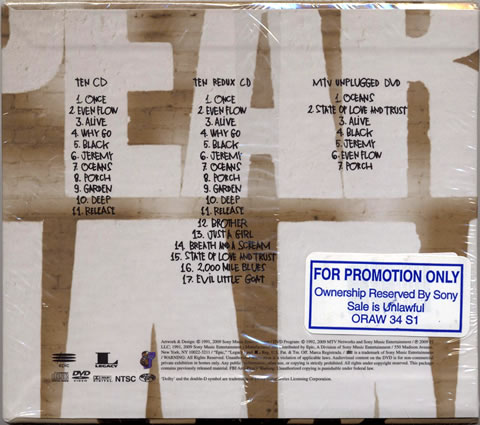 PEAR
JAM
TEN CD
1. ONCE
2. EVEN FLOW
3. ALIVE
4. WHY GO
5. BLACK
6. JEREMY
7. OCEANS
8. PORCH
9. GARDEN
10. DEEP
11. RELEASE
TEN REDUX CD
1. ONCE
2. EVEN FLOW
3. ALIVE
4. WHY GO
5. BLACK
6. JEREMY
7. OCEANS
8. PORCH
9. GARDEN
10. DEEP
11. RELEASE
12. BROTHER
13. JUST A GIRL
14. BREATH AND A SCREAM
15. STATE OF LOVE AND TRUST
16. 2,000 MILE BLUES
17. EVIL LITTLE GOAT
MTV UNPLUGGED DVD
1. OCEANS
2. STATE OF LOVE AND TRUST
3. ALIVE
4. BLACK
5. JEREMY
6. EVEN FLOW
7. PORCH
FOR PROMOTION ONLY
Ownership Reserved By Sony
Sale is Unlawful
ORAW 34 S1
EPIC
LEGACY
DVD
NTSC